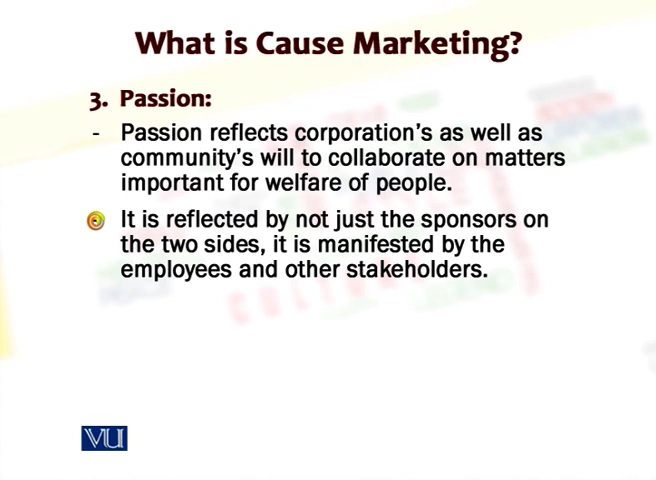 What is Cause Marketing?
3. Passion:
- Passion reflects corporation's as well as
community's will to collaborate on matters
important for welfare of people.
It is reflected by not just the sponsors on
the two sides, it is manifested by the
employees and other stakeholders.
VU